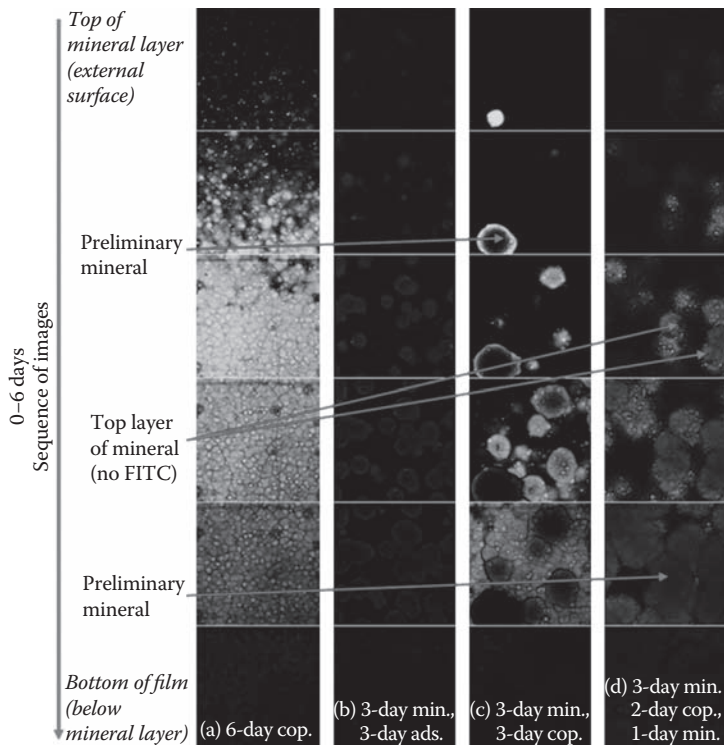 Top of
mineral layer
(external
surface)
Preliminary
mineral
0–6 days
Sequence of images
Top layer
of mineral
(no FITC)
Preliminary
mineral
Bottom of film
(below
mineral layer)
(a) 6-day cop.
(b) 3-day min.,
3-day ads.
(c) 3-day min.,
3-day cop.
(d) 3-day min.
2-day cop.,
1-day min.